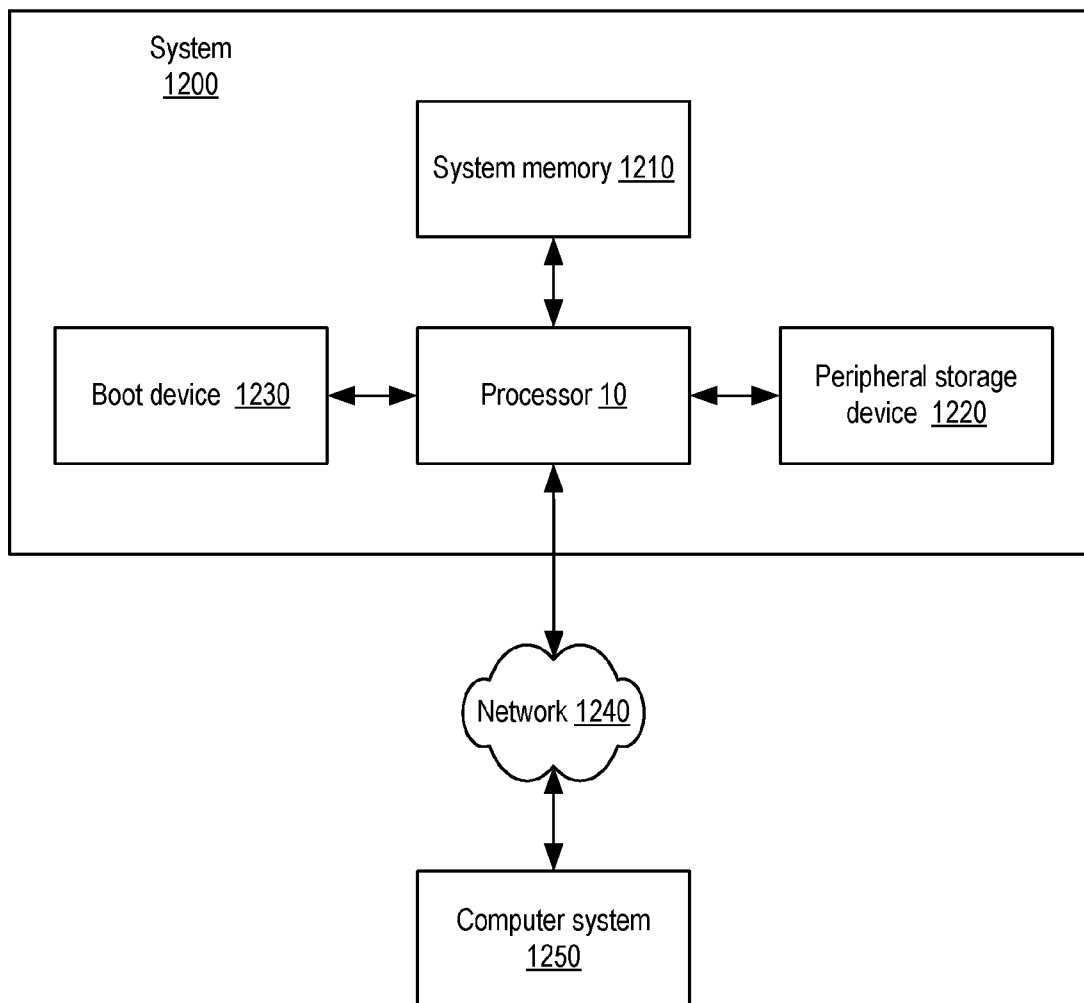 System
1200
System memory 1210
Boot device 1230
Processor 10
Peripheral storage
device 1220
Network 1240
Computer system
1250